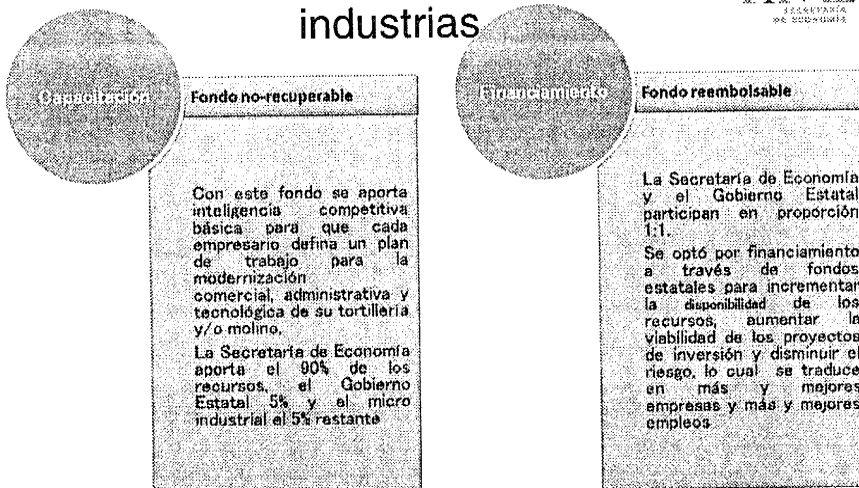 industrias
SECRETARÍA
DE ECONOMÍA
Capacitación
Fondo no-recuperable
Con este fondo se aporta
inteligencia competitiva
básica para que cada
empresario defina un plan
de trabajo para la
modernización
comercial, administrativa y
tecnológica de su tortillería
y/o molino.
La Secretaría de Economía
aporta el 90% de los
recursos, el Gobierno
Estatal 5% y el micro
industrial el 5% restante
Financiamiento
Fondo reembolsable
La Secretaría de Economía
y el Gobierno Estatal
participan en proporción
1:1.
Se optó por financiamiento
a través de fondos
estatales para incrementar
la disponibilidad de los
recursos, aumentar la
viabilidad de los proyectos
de inversión y disminuir el
riesgo, lo cual se traduce
en más y mejores
empresas y más y mejores
empleos